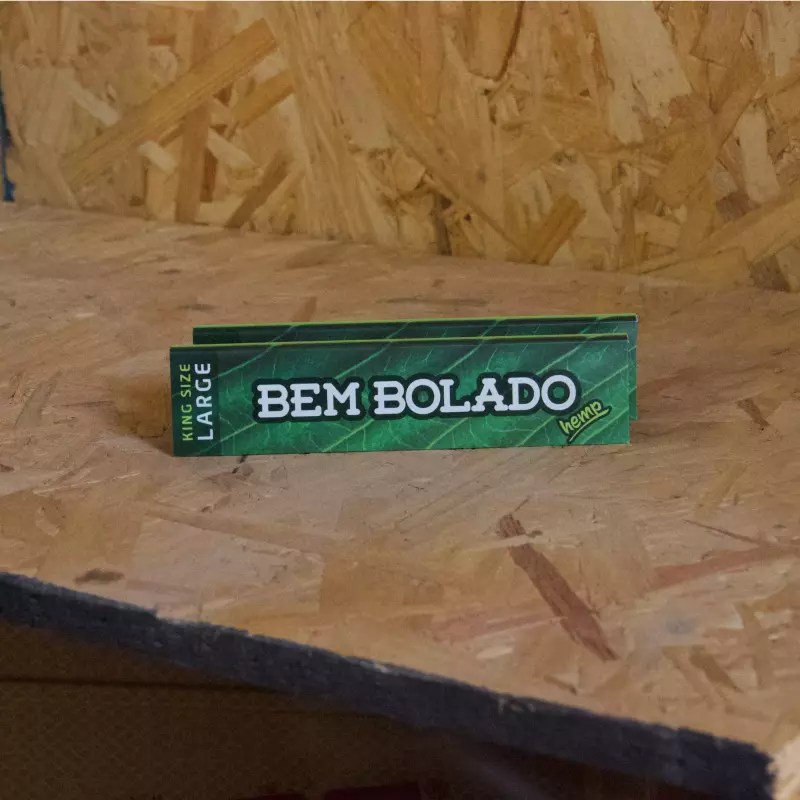 KING SIZE
LARGE
BEM BOLADO
hemp